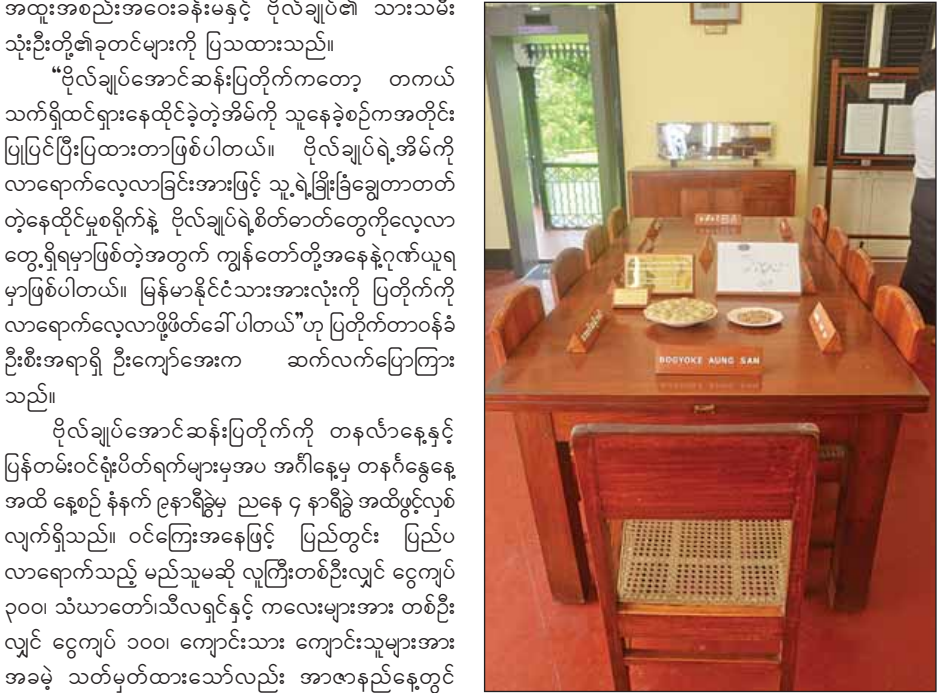 အထူးအစည်းအဝေးခန်းမနှင့် ဗိုလ်ချုပ်၏ သားသမီး
သုံးဦးတို့၏ခုတင်များကို ပြသထားသည်။
“ဗိုလ်ချုပ်အောင်ဆန်းပြတိုက်ကတော့ တကယ်
သက်ရှိထင်ရှားနေထိုင်ခဲ့တဲ့အိမ်ကို သူနေခဲ့စဉ်ကအတိုင်း
ပြုပြင်ပြီးပြထားတာဖြစ်ပါတယ်။ ဗိုလ်ချုပ်ရဲ့အိမ်ကို
လာရောက်လေ့လာခြင်းအားဖြင့် သူ့ရဲ့ခြိုးခြံချွေတာတတ်
တဲ့နေထိုင်မှုစရိုက်နဲ့ ဗိုလ်ချုပ်ရဲ့စိတ်ဓာတ်တွေကိုလေ့လာ
တွေ့ရှိရမှာဖြစ်တဲ့အတွက် ကျွန်တော်တို့အနေနဲ့ဂုဏ်ယူရ
မှာဖြစ်ပါတယ်။ မြန်မာနိုင်ငံသားအားလုံးကို ပြတိုက်ကို
လာရောက်လေ့လာဖို့ဖိတ်ခေါ်ပါတယ်”ဟု ပြတိုက်တာဝန်ခံ
ဦးစီးအရာရှိ ဦးကျော်အေးက ဆက်လက်ပြောကြား
သည်။
ဗိုလ်ချုပ်အောင်ဆန်းပြတိုက်ကို တနင်္လာနေ့နှင့်
ပြန်တမ်းဝင်ရုံးပိတ်ရက်များမှအပ အင်္ဂါနေ့မှ တနင်္ဂနွေနေ့
အထိ နေ့စဉ် နံနက် ၉နာရီခွဲမှ ညနေ ၄ နာရီခွဲ အထိဖွင့်လှစ်
လျက်ရှိသည်။ ဝင်ကြေးအနေဖြင့် ပြည်တွင်း ပြည်ပ
လာရောက်သည့် မည်သူမဆို လူကြီးတစ်ဦးလျှင် ငွေကျပ်
၃၀၀၊ သံဃာတော်၊သီလရှင်နှင့် ကလေးများအား တစ်ဦး
လျှင် ငွေကျပ် ၁၀၀၊ ကျောင်းသား ကျောင်းသူများအား
အခမဲ့ သတ်မှတ်ထားသော်လည်း အာဇာနည်နေ့တွင်
BOGYOKE AUNG SAN